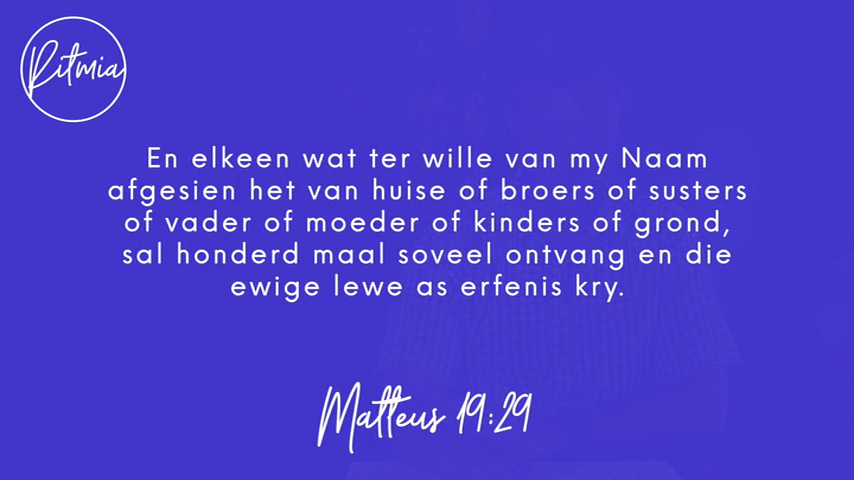 Ritmia
En elkeen wat ter wille van my Naam
afgesien het van huise of broers of susters
of vader of moeder of kinders of grond,
sal honderd maal soveel ontvang en die
ewige lewe as erfenis kry.
Matteus 19:29